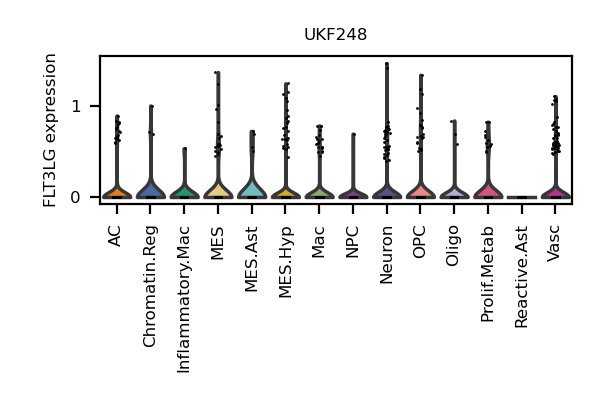 UKF248
FLT3LG expression
1
0
AC
Chromatin.Reg
Inflammatory.Mac
MES
MES.Ast
MES.Hyp
Mac
NPC
Neuron
OPC
Oligo
Prolif.Metab
Reactive.Ast
Vasc